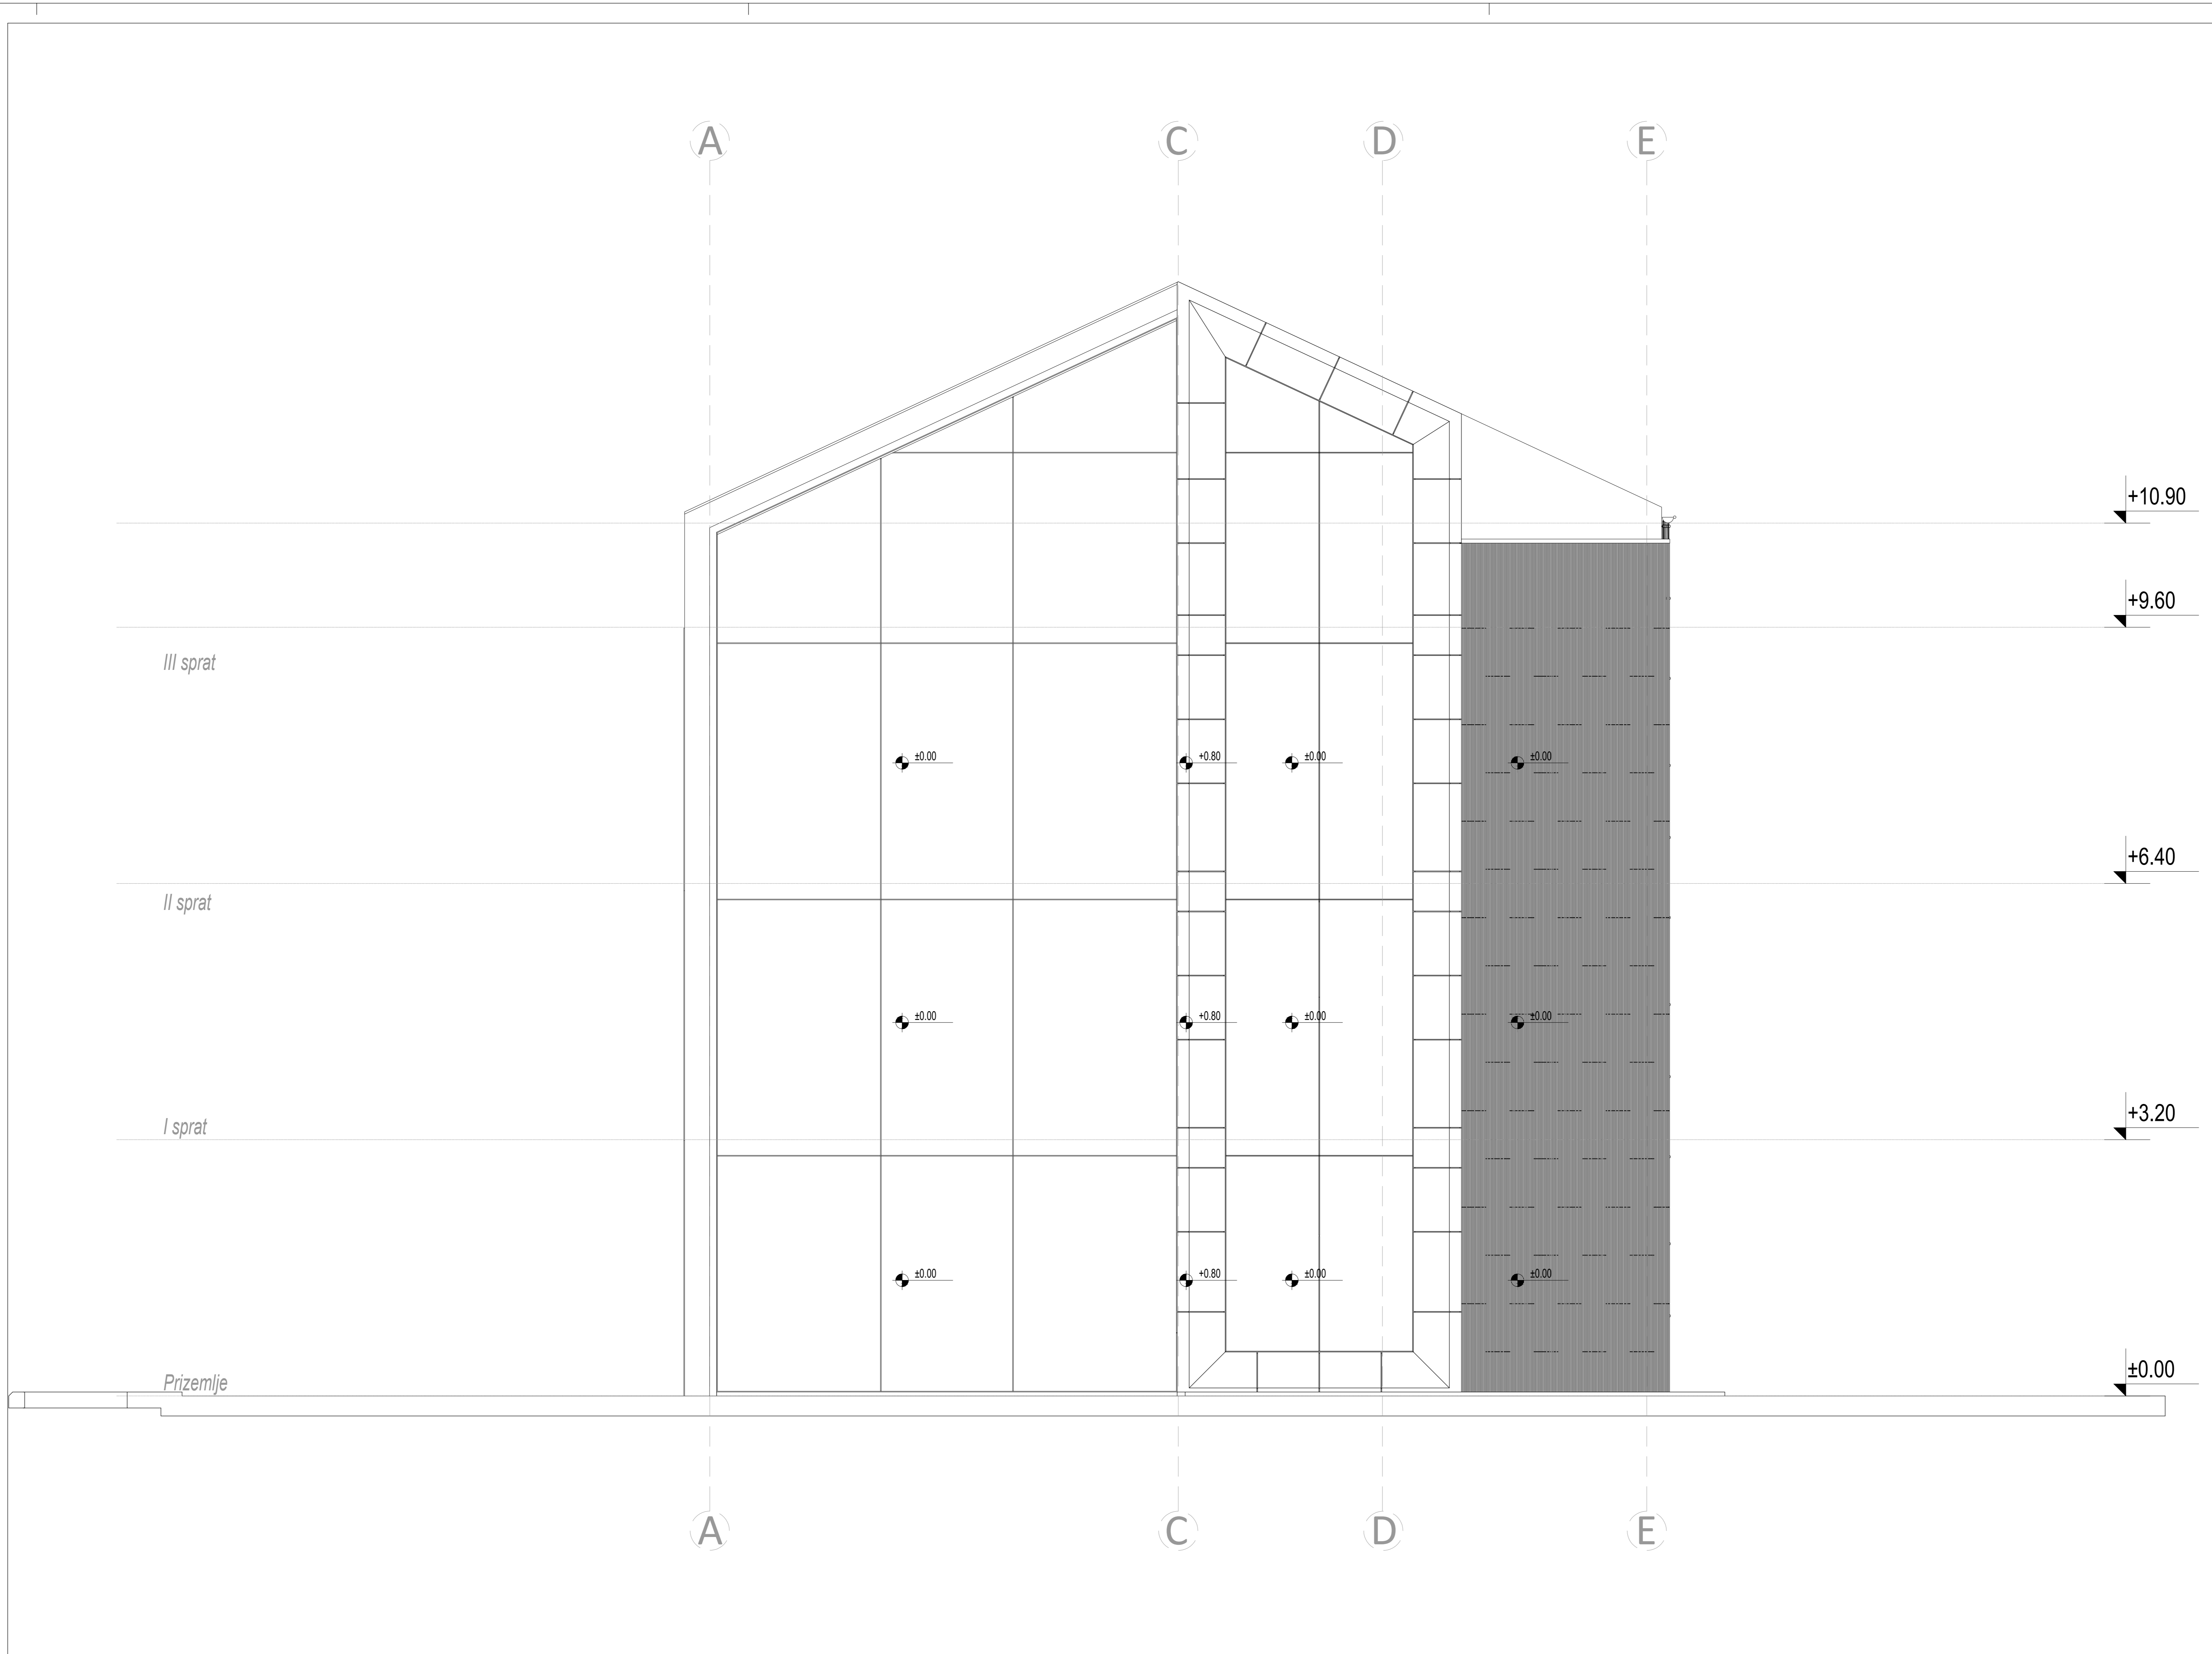 A C D E
+10.90
+9.60
III sprat
±0.00 +0.80 ±0.00 ±0.00
+6.40
II sprat
±0.00 +0.80 ±0.00 ±0.00
+3.20
I sprat
±0.00 +0.80 ±0.00 ±0.00
±0.00
Prizemlje
A C D E